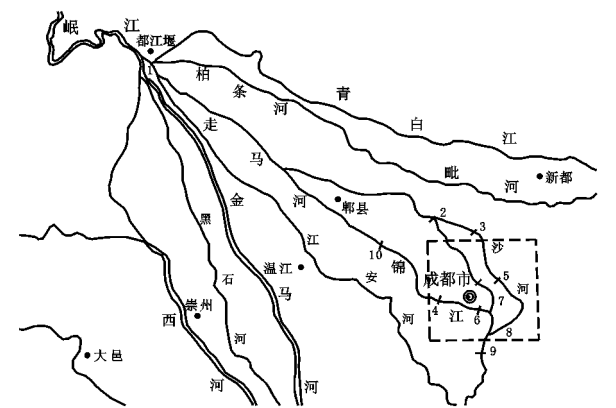 岷江
都江堰
1
柏条河
青白江
走马河
毗河
新都
郫县
金马河
黑石河
江安河
10
锦江
2
3
沙河
温江
成都市
5
4
6
7
8
9
崇州
西河
大邑